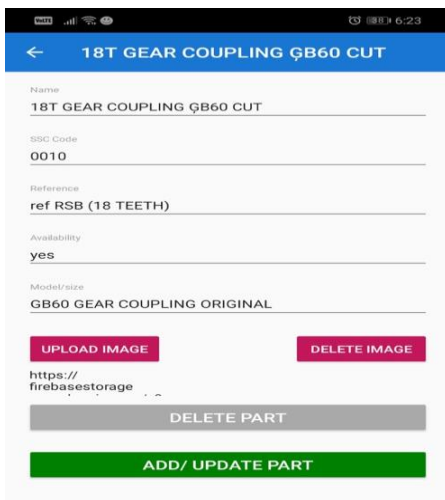 VoLTE 6:23
18T GEAR COUPLING ĢB60 CUT
Name
18T GEAR COUPLING ĢB60 CUT
SSC Code
0010
Reference
ref RSB (18 TEETH)
Availability
yes
Model/size
GB60 GEAR COUPLING ORIGINAL
UPLOAD IMAGE DELETE IMAGE
https://
firebasestorage
DELETE PART
ADD/ UPDATE PART